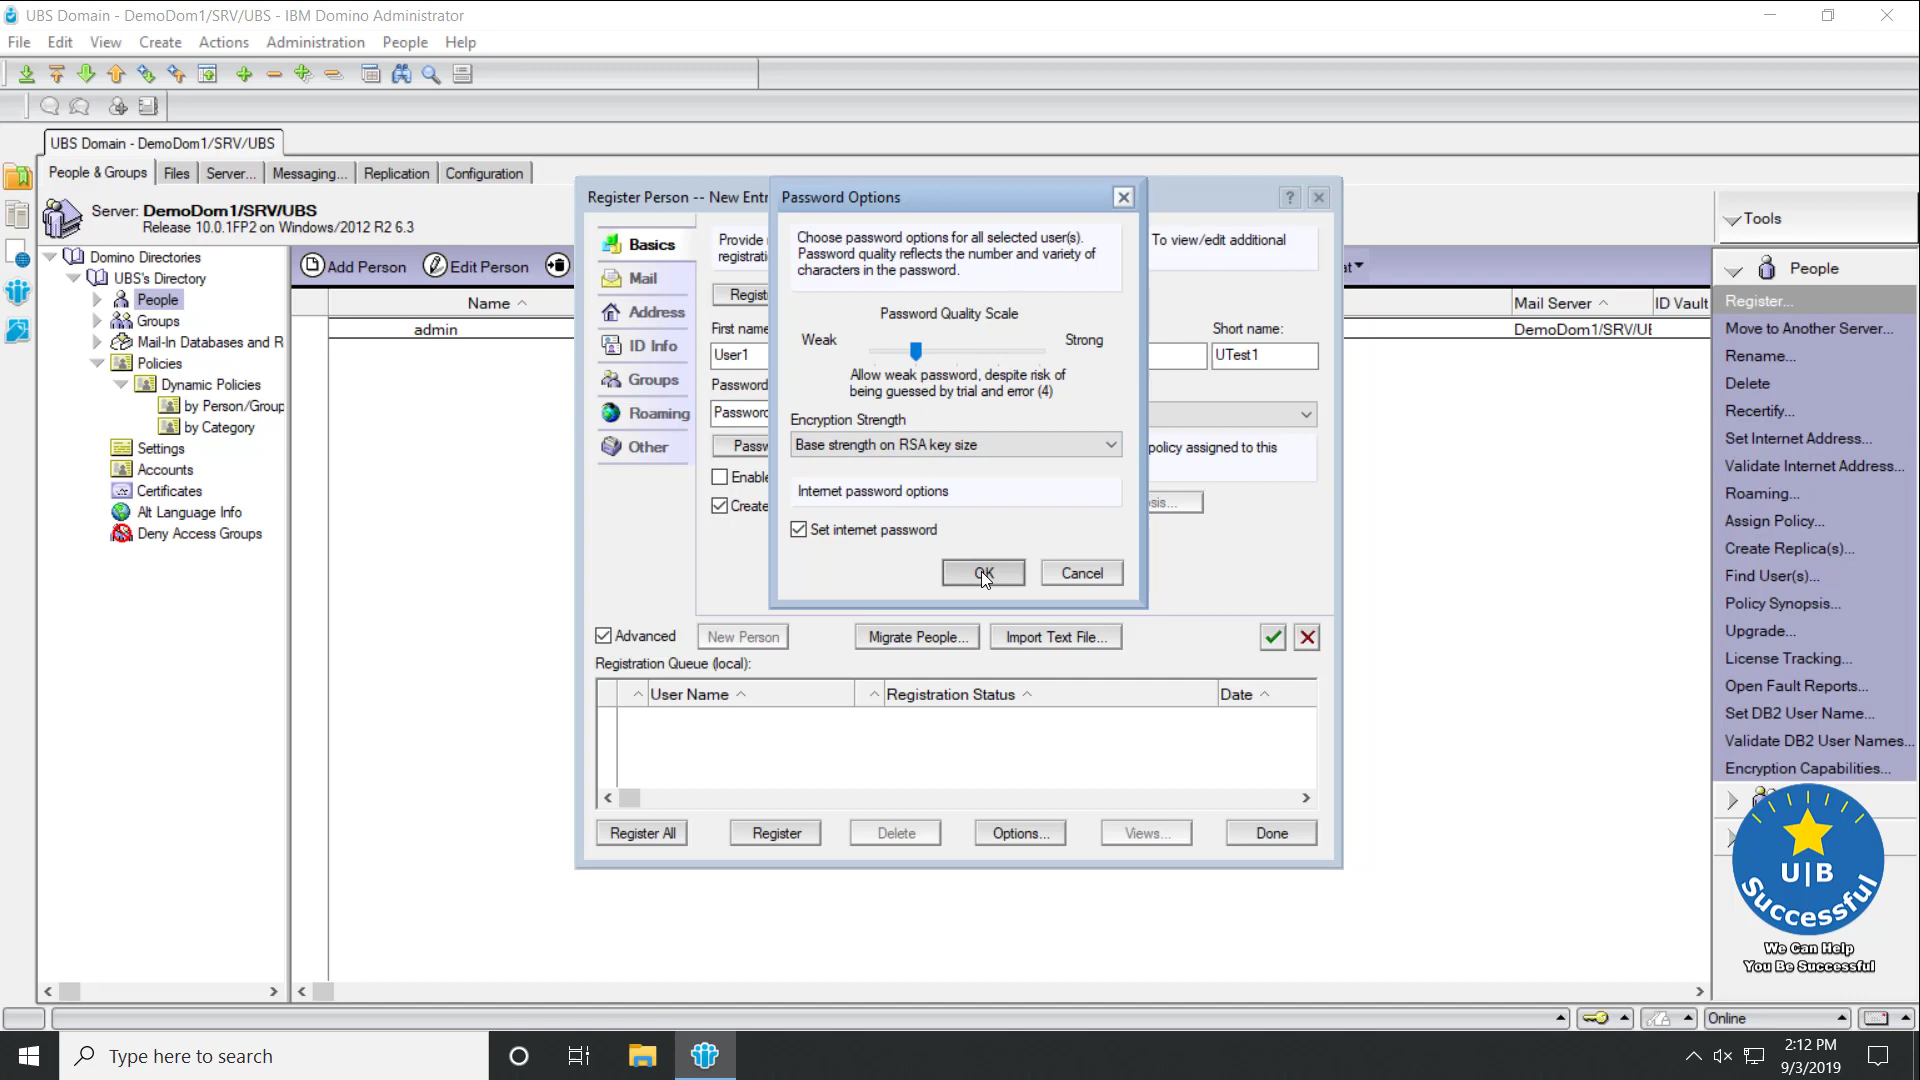 UBS Domain - DemoDom1/SRV/UBS - IBM Domino Administrator
File Edit View Create Actions Administration People Help
UBS Domain - DemoDom1/SRV/UBS
People & Groups Files Server... Messaging... Replication Configuration
Server: DemoDom1/SRV/UBS
Release 10.0.1FP2 on Windows/2012 R2 6.3
Domino Directories
UBS's Directory
People
Groups
Mail-In Databases and R
Policies
Dynamic Policies
by Person/Group
by Category
Settings
Accounts
Certificates
Alt Language Info
Deny Access Groups
Add Person Edit Person
Name
admin
Mail Server ID Vault
DemoDom1/SRV/UE
Register Person -- New Entr
?
Basics
Mail
Address
ID Info
Groups
Roaming
Other
Provide
registrati
To view/edit additional
Regist
First name
User1
Short name:
UTest1
Password
Password
Passw
policy assigned to this
Enable
Create
sis...
Password Options
Choose password options for all selected user(s).
Password quality reflects the number and variety of
characters in the password.
Password Quality Scale
Weak Strong
Allow weak password, despite risk of
being guessed by trial and error (4)
Encryption Strength
Base strength on RSA key size
Internet password options
Set internet password
OK Cancel
Advanced New Person Migrate People... Import Text File...
Registration Queue (local):
User Name Registration Status Date
Register All Register Delete Options... Views... Done
Tools
People
Register...
Move to Another Server...
Rename...
Delete
Recertify...
Set Internet Address...
Validate Internet Address...
Roaming...
Assign Policy...
Create Replica(s)...
Find User(s)...
Policy Synopsis...
Upgrade...
License Tracking...
Open Fault Reports...
Set DB2 User Name...
Validate DB2 User Names...
Encryption Capabilities...
U|B
Successful
We Can Help
You Be Successful
Online
Type here to search
2:12 PM
9/3/2019